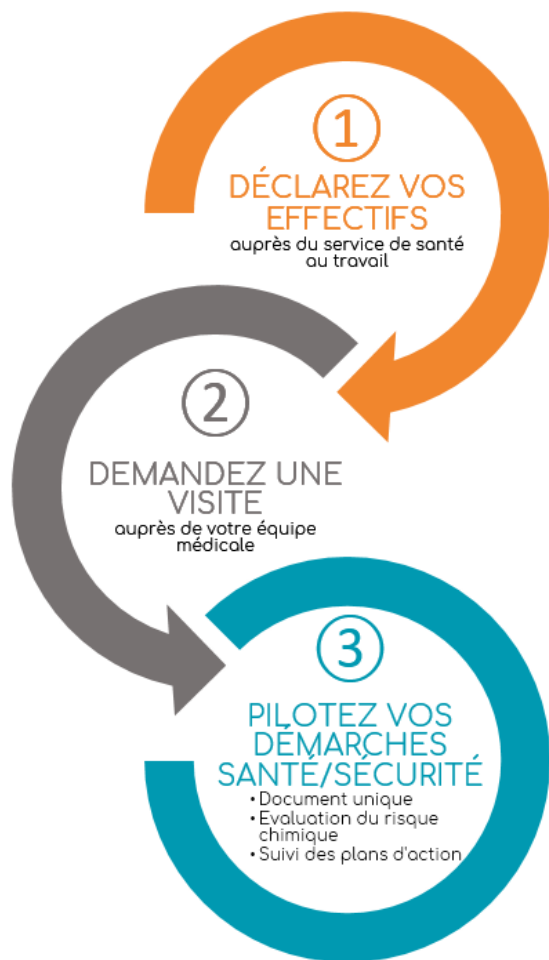 1
DÉCLAREZ VOS
EFFECTIFS
auprès du service de santé
au travail
2
DEMANDEZ UNE
VISITE
auprès de votre équipe
médicale
3
PILOTEZ VOS
DÉMARCHES
SANTÉ/SÉCURITÉ
• Document unique
• Evaluation du risque
chimique
• Suivi des plans d'action